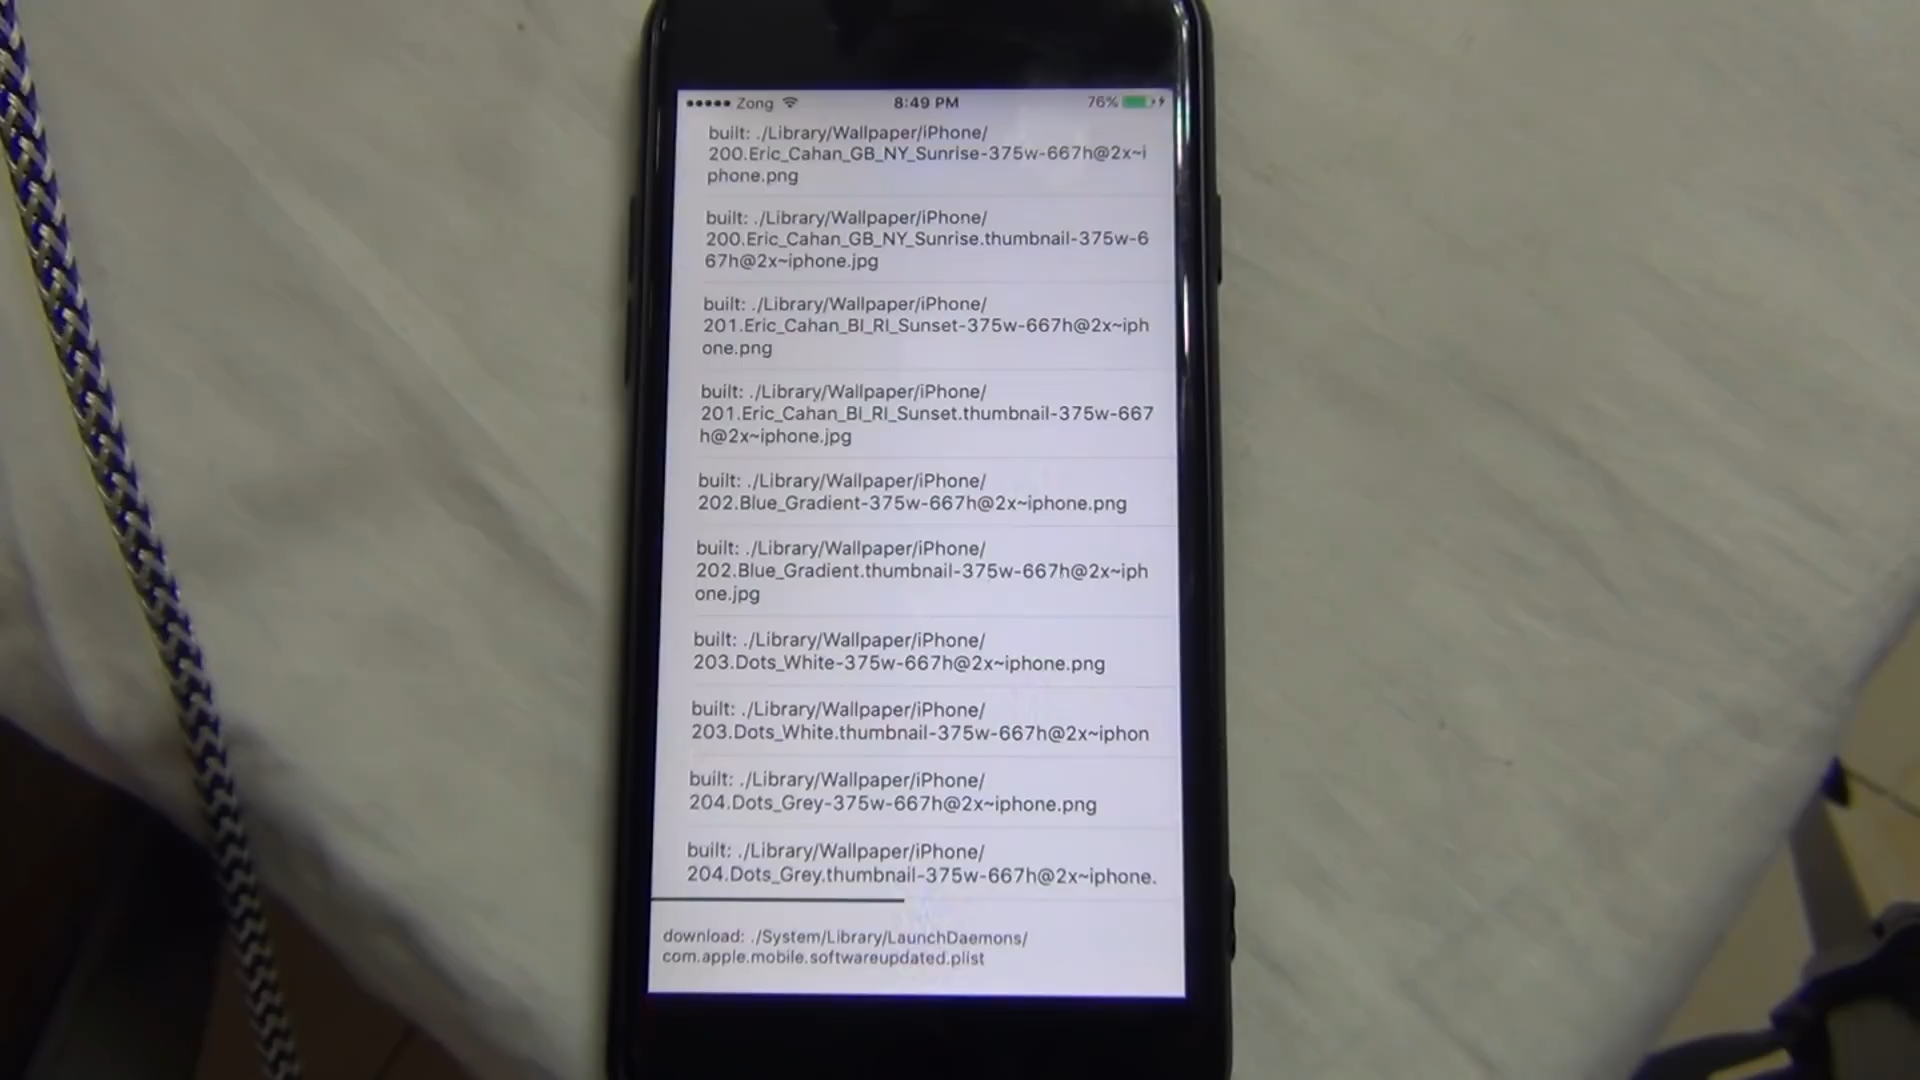 Zong 8:49 PM 76%
built: ./Library/Wallpaper/iPhone/
200.Eric_Cahan_GB_NY_Sunrise-375w-667h@2x~i
phone.png
built: ./Library/Wallpaper/iPhone/
200.Eric_Cahan_GB_NY_Sunrise.thumbnail-375w-6
67h@2x~iphone.jpg
built: ./Library/Wallpaper/iPhone/
201.Eric_Cahan_BI_RI_Sunset-375w-667h@2x~iph
one.png
built: ./Library/Wallpaper/iPhone/
201.Eric_Cahan_BI_RI_Sunset.thumbnail-375w-667
h@2x~iphone.jpg
built: ./Library/Wallpaper/iPhone/
202.Blue_Gradient-375w-667h@2x~iphone.png
built: ./Library/Wallpaper/iPhone/
202.Blue_Gradient.thumbnail-375w-667h@2x~iph
one.jpg
built: ./Library/Wallpaper/iPhone/
203.Dots_White-375w-667h@2x~iphone.png
built: ./Library/Wallpaper/iPhone/
203.Dots_White.thumbnail-375w-667h@2x~iphon
built: ./Library/Wallpaper/iPhone/
204.Dots_Grey-375w-667h@2x~iphone.png
built: ./Library/Wallpaper/iPhone/
204.Dots_Grey.thumbnail-375w-667h@2x~iphone.
download: ./System/Library/LaunchDaemons/
com.apple.mobile.softwareupdated.plist